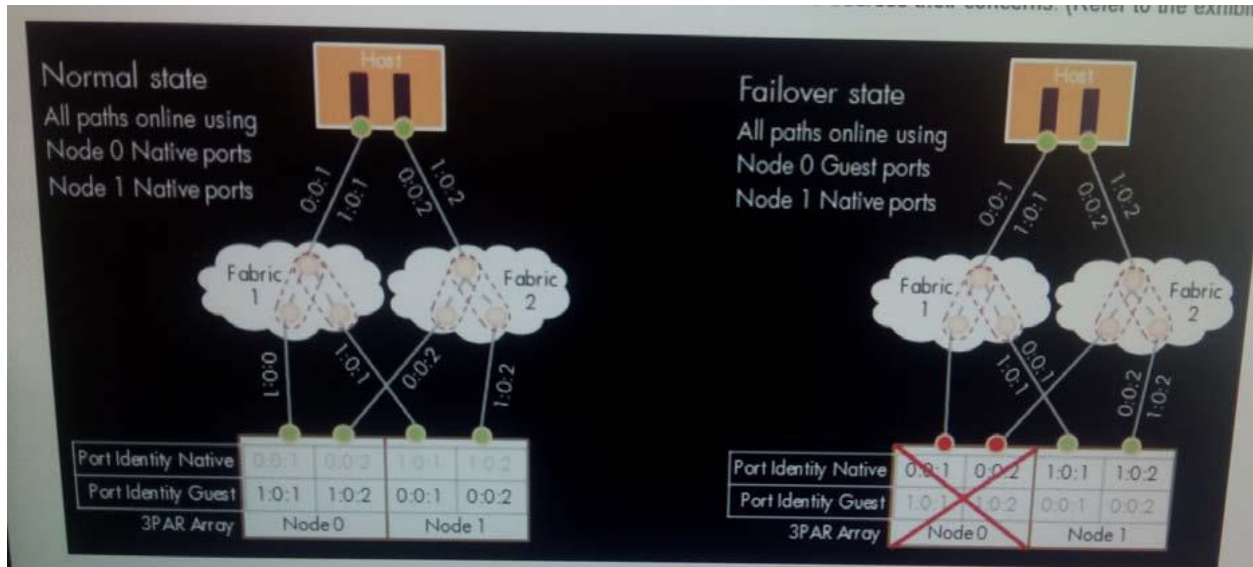 their concerns. (Refer to the
Normal state
All paths online using
Node 0 Native ports
Node 1 Native ports
Host
0:0:1
1:0:1
0:0:2
1:0:2
Fabric
1
Fabric
2
0:0:1
1:0:1
0:0:2
1:0:2
Port Identity Native 0:0:1 0:0:2 1:0:1 1:0:2
Port Identity Guest 1:0:1 1:0:2 0:0:1 0:0:2
3PAR Array Node 0 Node 1
Failover state
All paths online using
Node 0 Guest ports
Node 1 Native ports
Host
0:0:1
1:0:1
0:0:2
1:0:2
Fabric
1
Fabric
2
0:0:1
1:0:1
0:0:2
1:0:2
Port Identity Native 0:0:1 0:0:2 1:0:1 1:0:2
Port Identity Guest 1:0:1 1:0:2 0:0:1 0:0:2
3PAR Array Node 0 Node 1